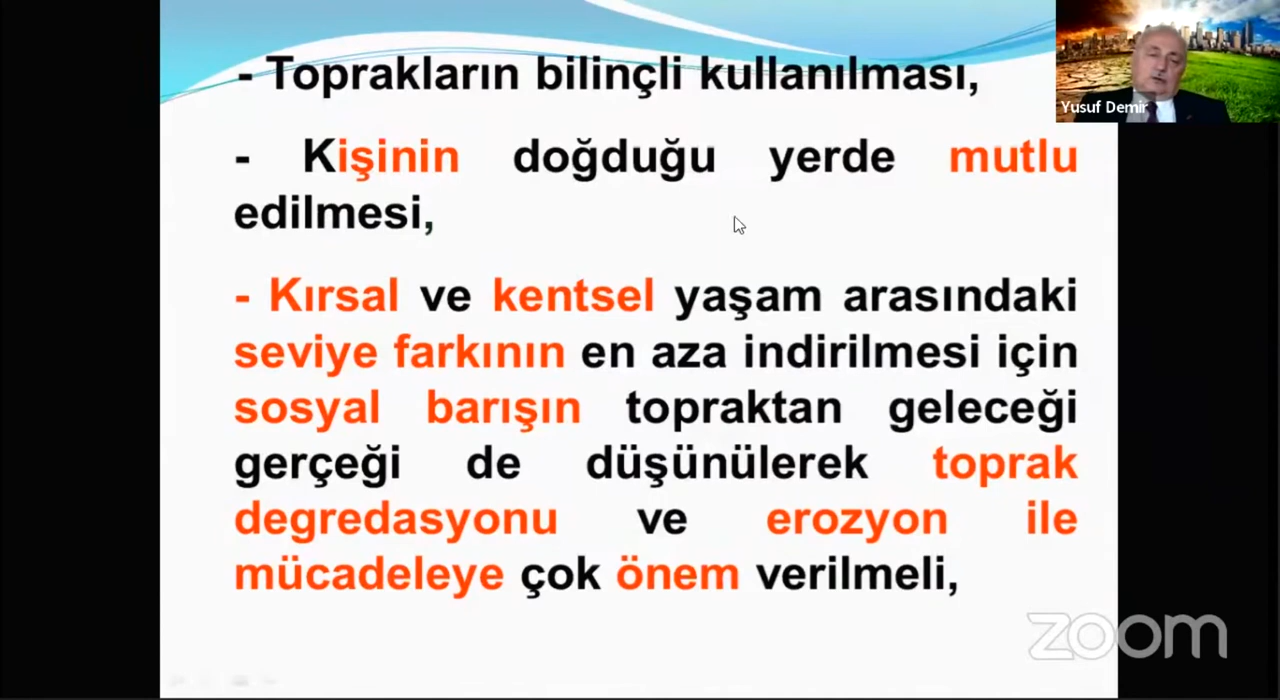 - Toprakların bilinçli kullanılması,
- Kişinin doğduğu yerde mutlu
edilmesi,
- Kırsal ve kentsel yaşam arasındaki
seviye farkının en aza indirilmesi için
sosyal barışın topraktan geleceği
gerçeği de düşünülerek toprak
degredasyonu ve erozyon ile
mücadeleye çok önem verilmeli,
Yusuf Demir
zoom